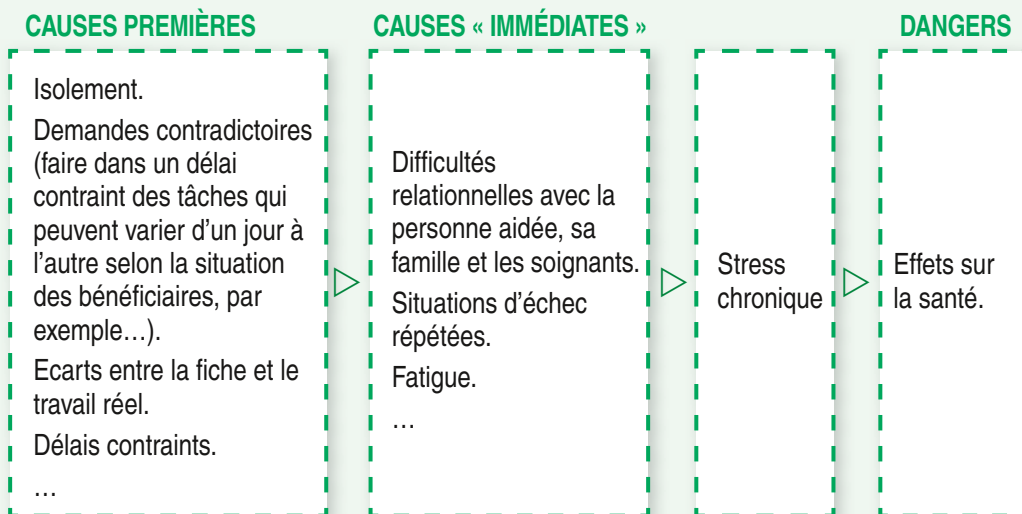 CAUSES PREMIÈRES
Isolement.
Demandes contradictoires
(faire dans un délai
contraint des tâches qui
peuvent varier d’un jour à
l’autre selon la situation
des bénéficiaires, par
exemple…).
Ecarts entre la fiche et le
travail réel.
Délais contraints.
…
CAUSES « IMMÉDIATES »
Difficultés
relationnelles avec la
personne aidée, sa
famille et les soignants.
Situations d’échec
répétées.
Fatigue.
…
Stress
chronique
DANGERS
Effets sur
la santé.